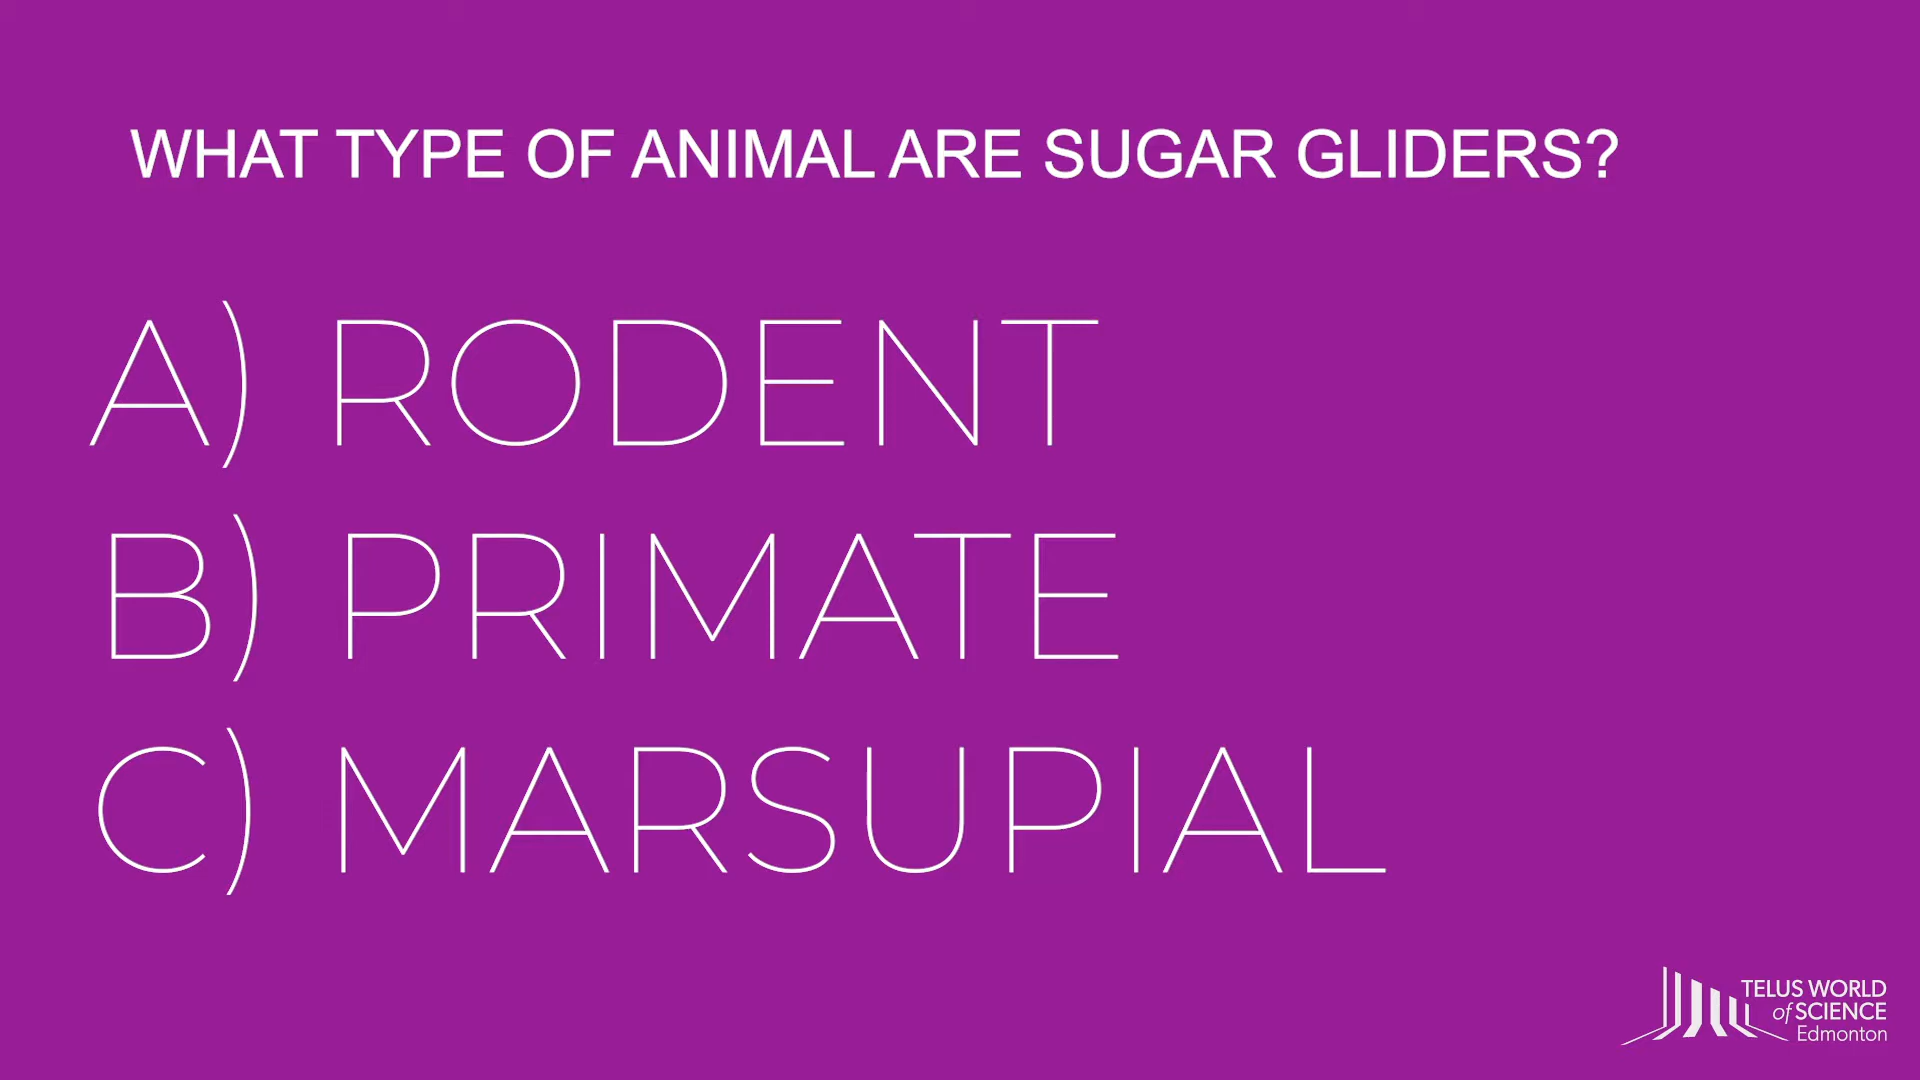 WHAT TYPE OF ANIMAL ARE SUGAR GLIDERS?
A) RODENT
B) PRIMATE
C) MARSUPIAL
TELUS WORLD
of SCIENCE
Edmonton